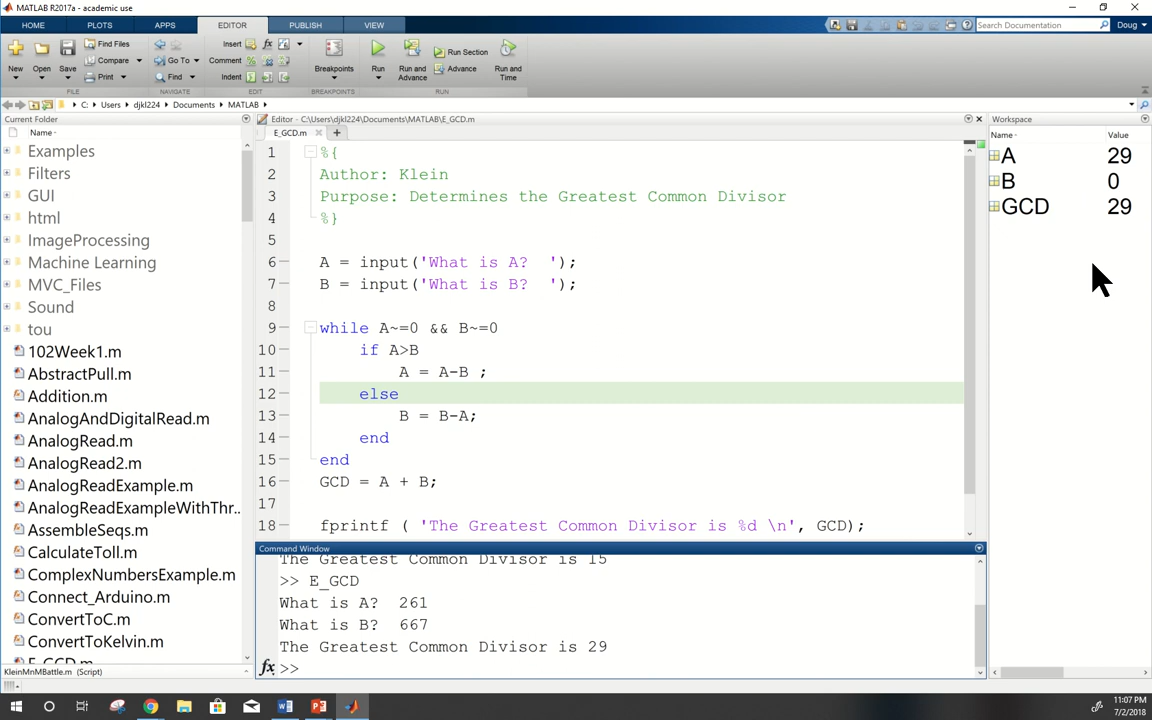 MATLAB R2017a - academic use
HOME PLOTS APPS EDITOR PUBLISH VIEW
Search Documentation Doug
New Open Save Find Files Compare Print
Go To Find
Insert fx
Comment
Indent
Breakpoints Run Run and Advance Run Section Advance Run and Time
FILE NAVIGATE EDIT BREAKPOINTS RUN
C: Users djkl224 Documents MATLAB
Current Folder
Name
Examples
Filters
GUI
html
ImageProcessing
Machine Learning
MVC_Files
Sound
tou
102Week1.m
AbstractPull.m
Addition.m
AnalogAndDigitalRead.m
AnalogRead.m
AnalogRead2.m
AnalogReadExample.m
AnalogReadExampleWithThr..
AssembleSeqs.m
CalculateToll.m
ComplexNumbersExample.m
Connect_Arduino.m
ConvertToC.m
ConvertToKelvin.m
E_GCD.m
KleinMnMBattle.m (Script)
Editor - C:\Users\djkl224\Documents\MATLAB\E_GCD.m
E_GCD.m
1 %{
2 Author: Klein
3 Purpose: Determines the Greatest Common Divisor
4 %}
5
6 A = input('What is A?  ');
7 B = input('What is B?  ');
8
9 while A~=0 && B~=0
10 if A>B
11 A = A-B ;
12 else
13 B = B-A;
14 end
15 end
16 GCD = A + B;
17
18 fprintf ( 'The Greatest Common Divisor is %d \n', GCD);
Command Window
The Greatest Common Divisor is 15
>> E_GCD
What is A?  261
What is B?  667
The Greatest Common Divisor is 29
fx >>
Workspace
Name Value
A 29
B 0
GCD 29
11:07 PM
7/2/2018